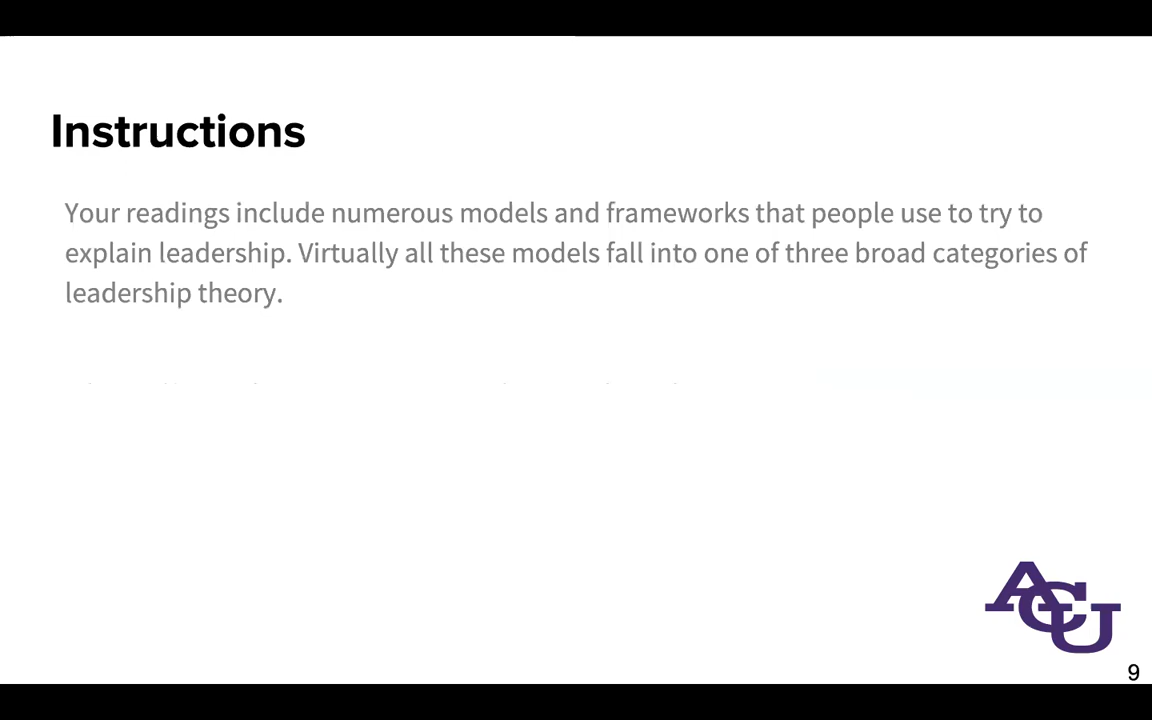 Instructions
Your readings include numerous models and frameworks that people use to try to
explain leadership. Virtually all these models fall into one of three broad categories of
leadership theory.
ACU
9